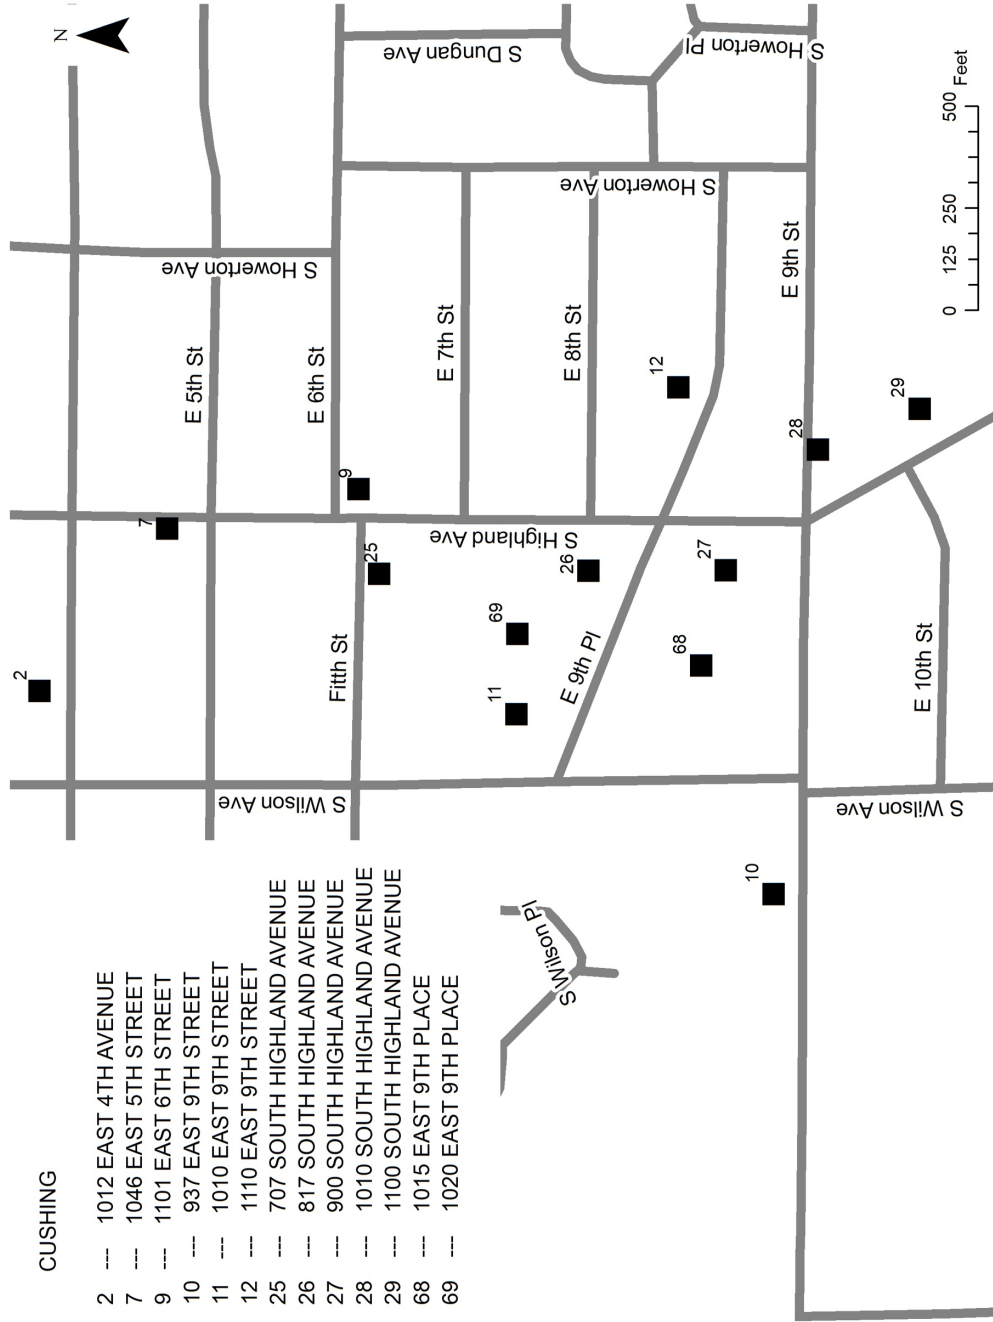 CUSHING
2 --- 1012 EAST 4TH AVENUE
7 --- 1046 EAST 5TH STREET
9 --- 1101 EAST 6TH STREET
10 --- 937 EAST 9TH STREET
11 --- 1010 EAST 9TH STREET
12 --- 1110 EAST 9TH STREET
25 --- 707 SOUTH HIGHLAND AVENUE
26 --- 817 SOUTH HIGHLAND AVENUE
27 --- 900 SOUTH HIGHLAND AVENUE
28 --- 1010 SOUTH HIGHLAND AVENUE
29 --- 1100 SOUTH HIGHLAND AVENUE
68 --- 1015 EAST 9TH PLACE
69 --- 1020 EAST 9TH PLACE
N
2
7
S Howerton Ave
E 5th St
S Wilson Ave
E 6th St
Fitth St
9
25
S Dungan Ave
E 7th St
S Highland Ave
11
69
26
E 8th St
S Howerton Ave
E 9th Pl
S Wilson Pl
12
68
27
S Howerton Pl
10
28
E 9th St
S Wilson Ave
E 10th St
29
0 125 250 500
Feet